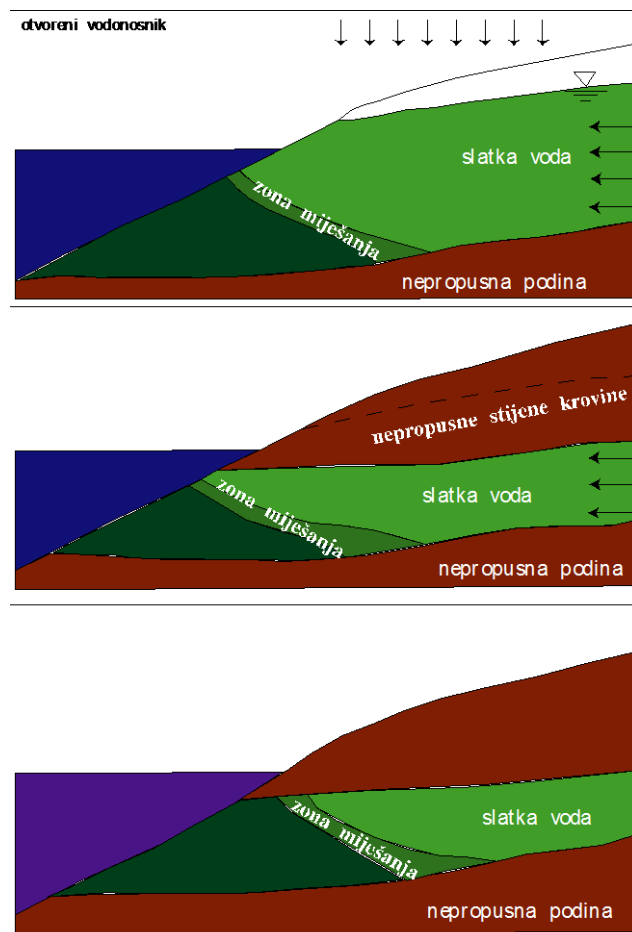 otvoreni vodonosnik
slatka voda
zona miješanja
nepropusna podina
nepropusne stijene krovine
slatka voda
zona miješanja
nepropusna podina
slatka voda
zona miješanja
nepropusna podina